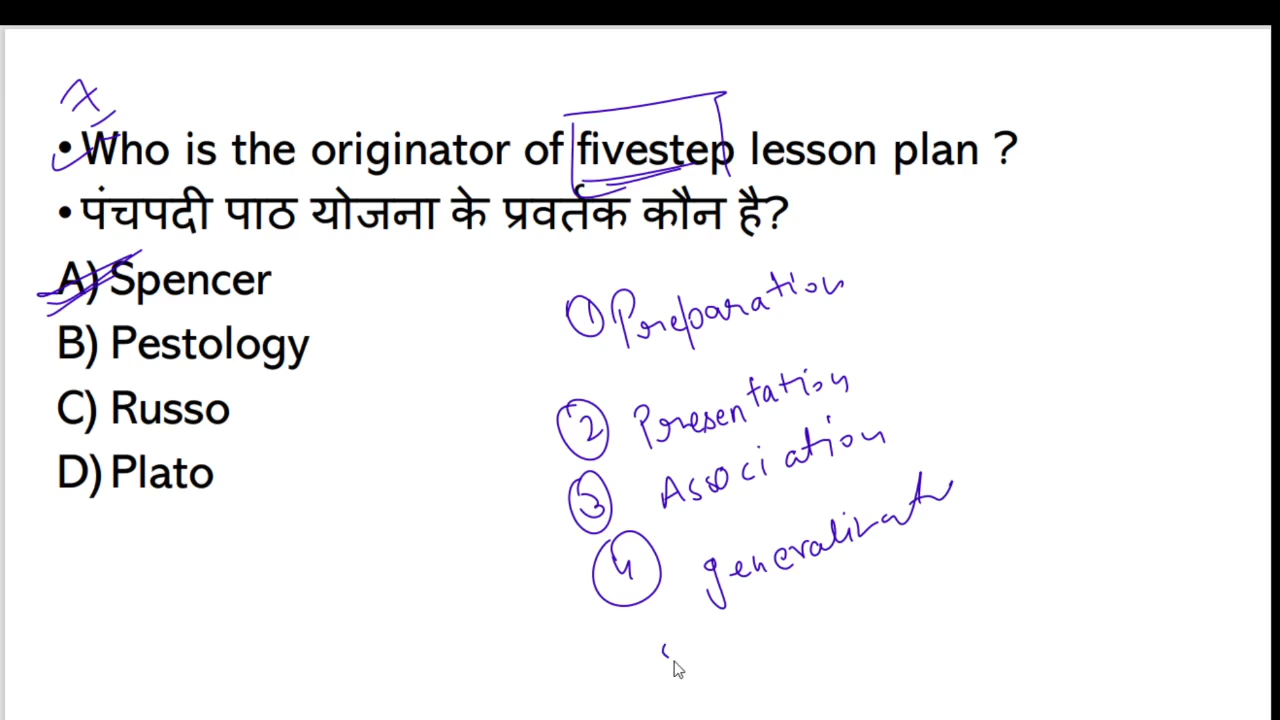 7
• Who is the originator of fivestep lesson plan ?
• पंचपदी पाठ योजना के प्रवर्तक कौन है?
A) Spencer
B) Pestology
C) Russo
D) Plato
① Preparation
② Presentation
③ Association
④ generalizat